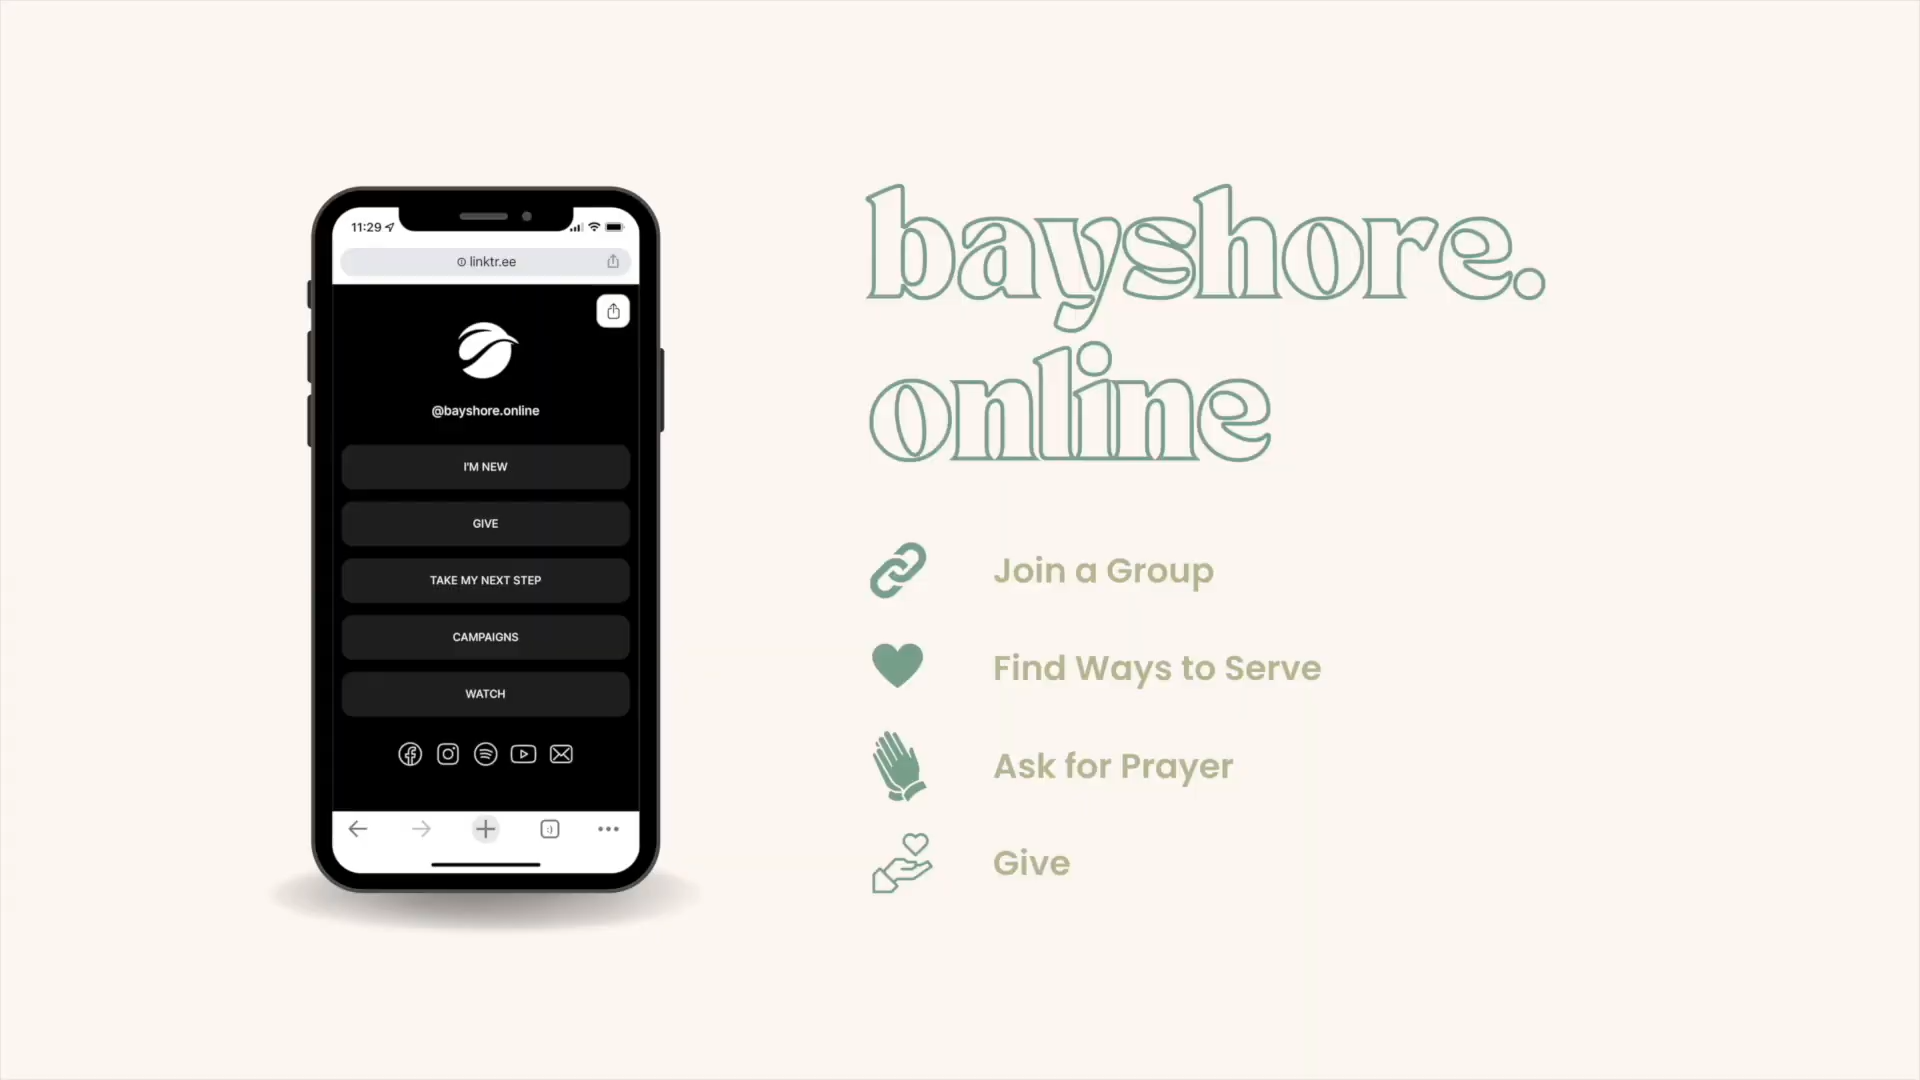 11:29
linktr.ee
@bayshore.online
I'M NEW
GIVE
TAKE MY NEXT STEP
CAMPAIGNS
WATCH
:)
bayshore.
online
Join a Group
Find Ways to Serve
Ask for Prayer
Give